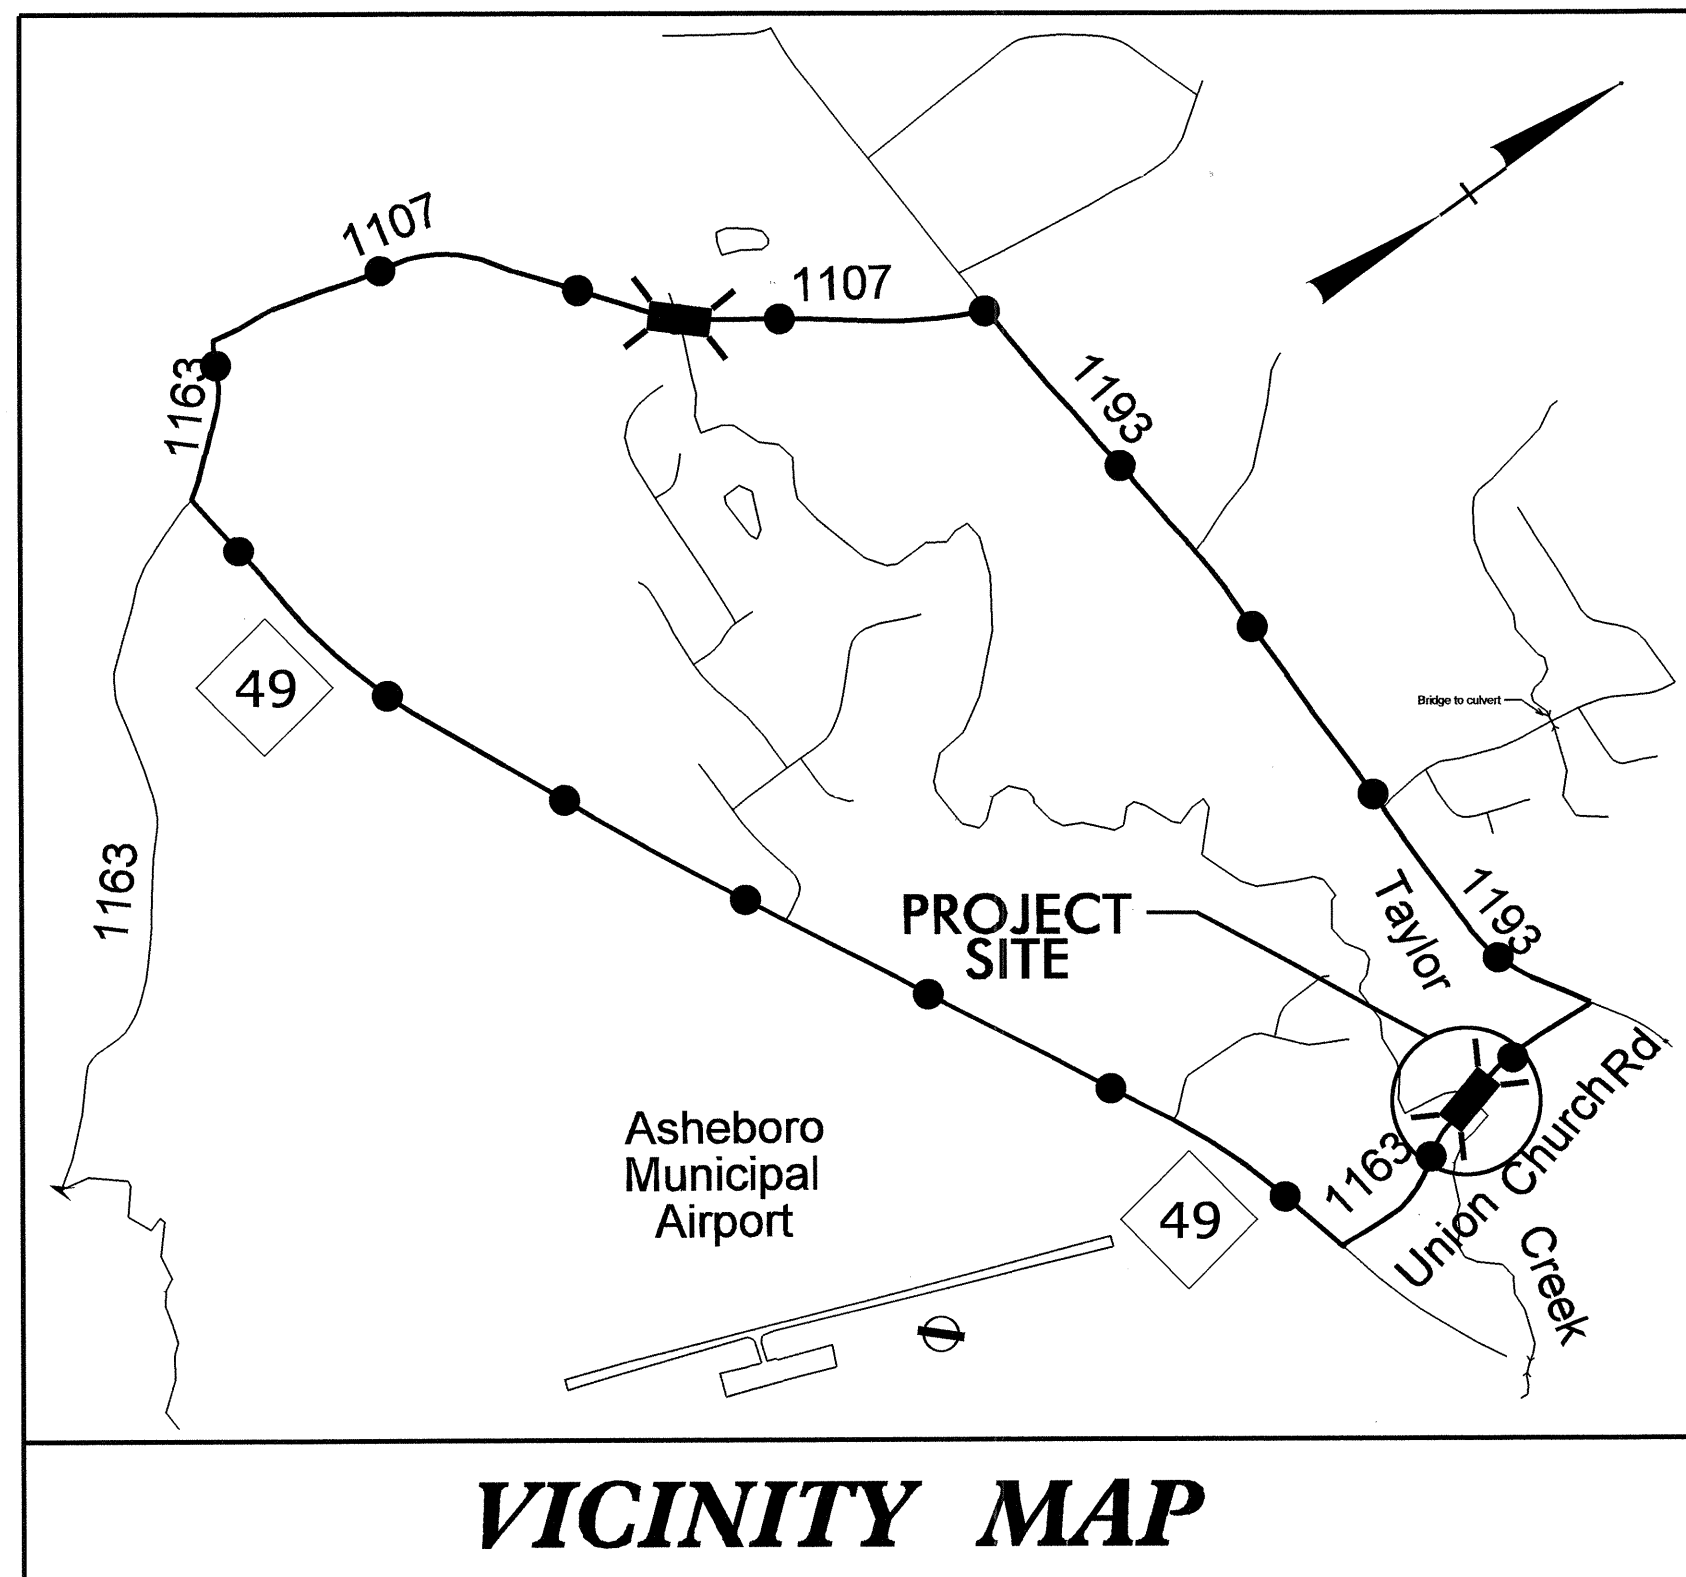 1107
1107
1163
1193
49
Bridge to culvert
1163
1193
Taylor
PROJECT
SITE
Union Church Rd.
Asheboro
Municipal
Airport
1163
49
Creek
VICINITY MAP